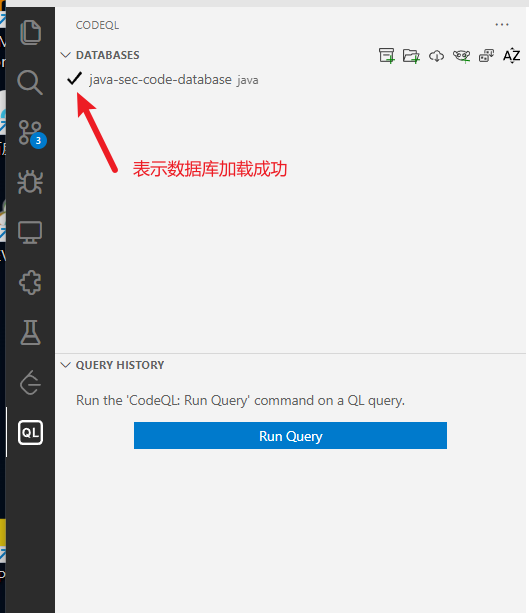 CODEQL
DATABASES
AZ
java-sec-code-database java
3
表示数据库加载成功
QUERY HISTORY
Run the 'CodeQL: Run Query' command on a QL query.
QL
Run Query